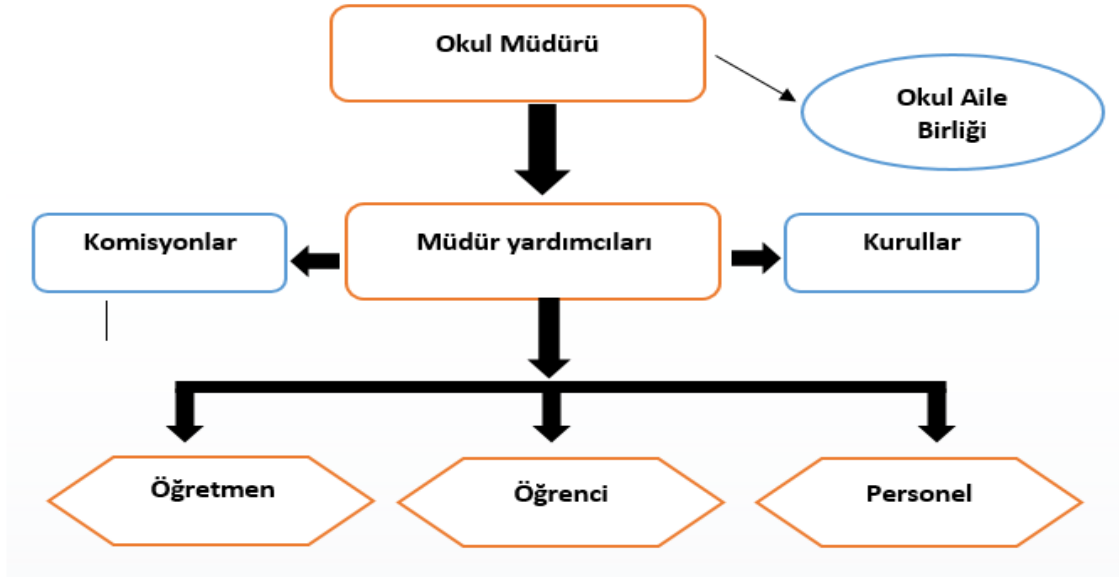 Okul Müdürü
Okul Aile
Birliği
Komisyonlar
Müdür yardımcıları
Kurullar
Öğretmen
Öğrenci
Personel